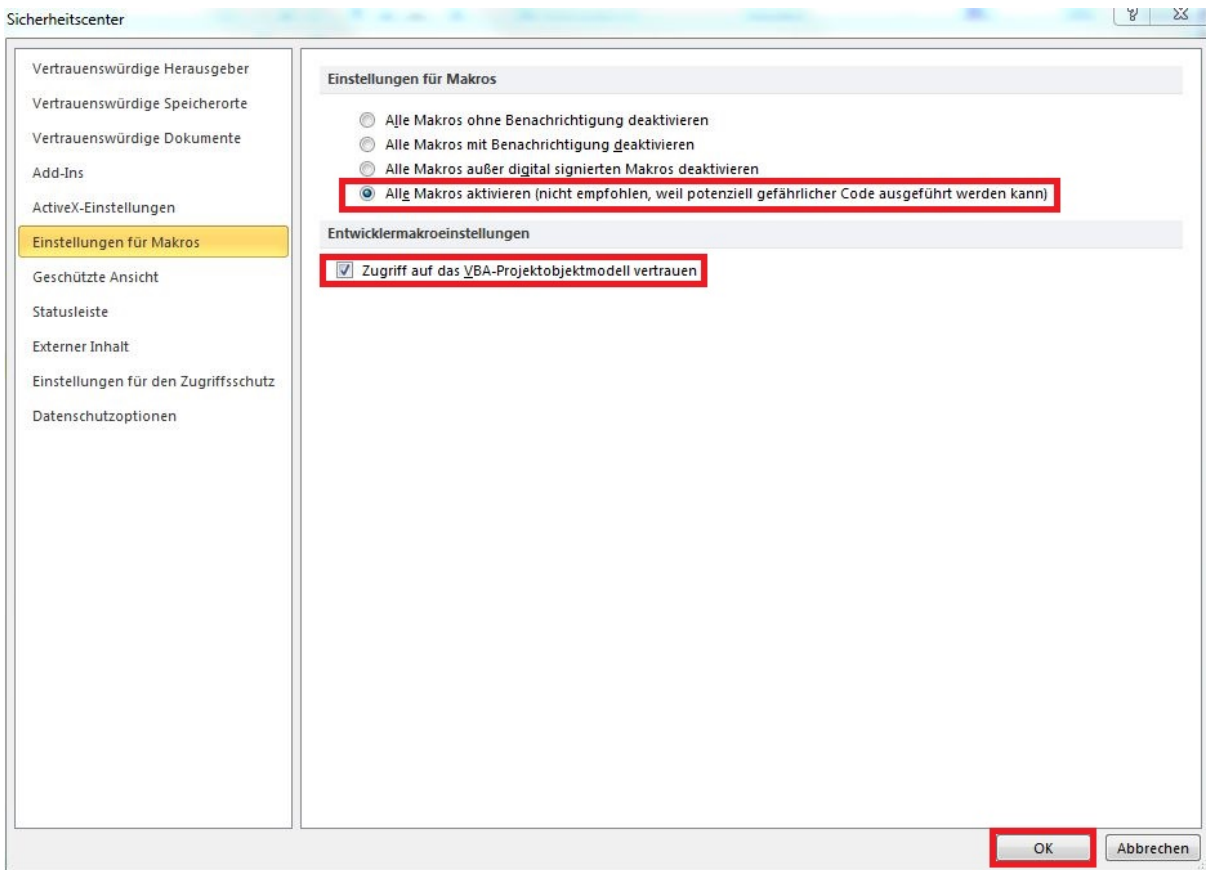 Sicherheitscenter
Vertrauenswürdige Herausgeber
Vertrauenswürdige Speicherorte
Vertrauenswürdige Dokumente
Add-Ins
ActiveX-Einstellungen
Einstellungen für Makros
Geschützte Ansicht
Statusleiste
Externer Inhalt
Einstellungen für den Zugriffsschutz
Datenschutzoptionen
Einstellungen für Makros
Alle Makros ohne Benachrichtigung deaktivieren
Alle Makros mit Benachrichtigung deaktivieren
Alle Makros außer digital signierten Makros deaktivieren
Alle Makros aktivieren (nicht empfohlen, weil potenziell gefährlicher Code ausgeführt werden kann)
Entwicklermakroeinstellungen
Zugriff auf das VBA-Projektobjektmodell vertrauen
OK
Abbrechen